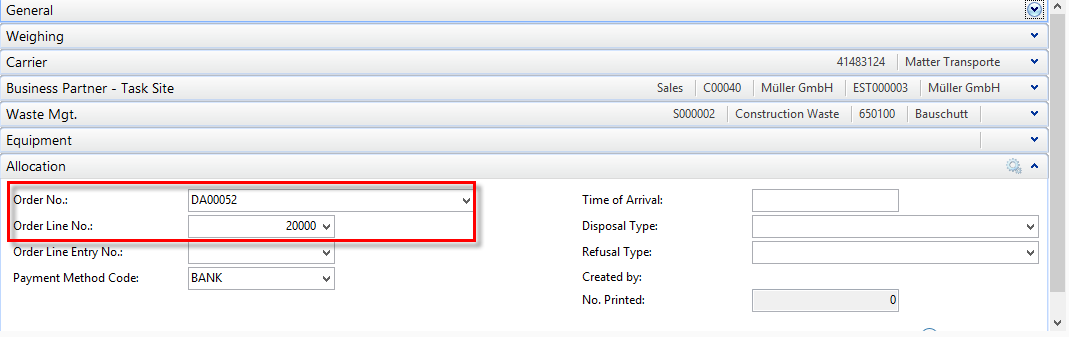 General
Weighing
Carrier 41483124 Matter Transporte
Business Partner - Task Site Sales C00040 Müller GmbH EST000003 Müller GmbH
Waste Mgt. S000002 Construction Waste 650100 Bauschutt
Equipment
Allocation
Order No.: DA00052 Time of Arrival:
Order Line No.: 20000 Disposal Type:
Order Line Entry No.: Refusal Type:
Payment Method Code: BANK Created by:
No. Printed: 0